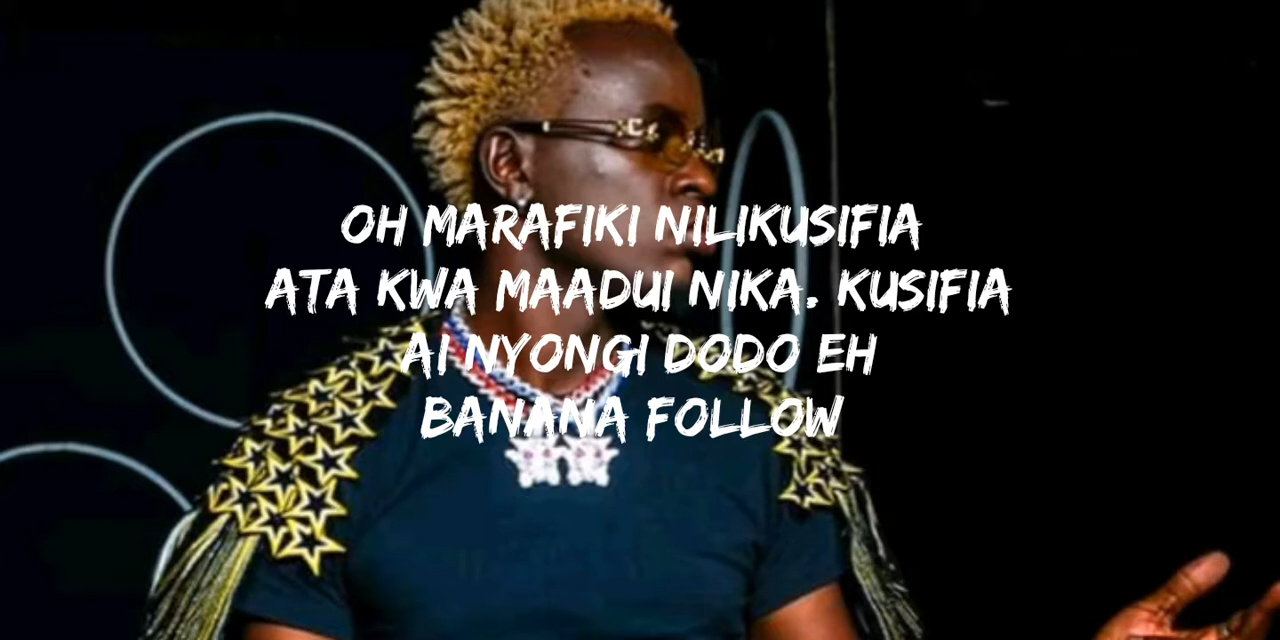 OH MARAFIKI NILIKUSIFIA
ATA KWA MAADUI NIKA. KUSIFIA
AI NYONGI DODO EH
BANANA FOLLOW